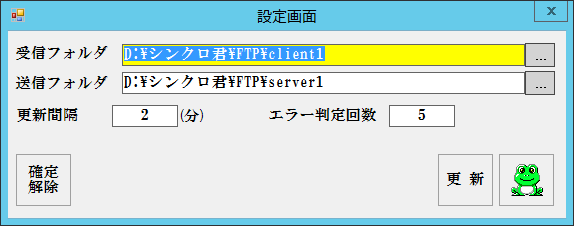 設定画面
受信フォルダ D:¥シンクロ君¥FTP¥client1 ...
送信フォルダ D:¥シンクロ君¥FTP¥server1 ...
更新間隔 2 (分) エラー判定回数 5
確定
解除
更 新